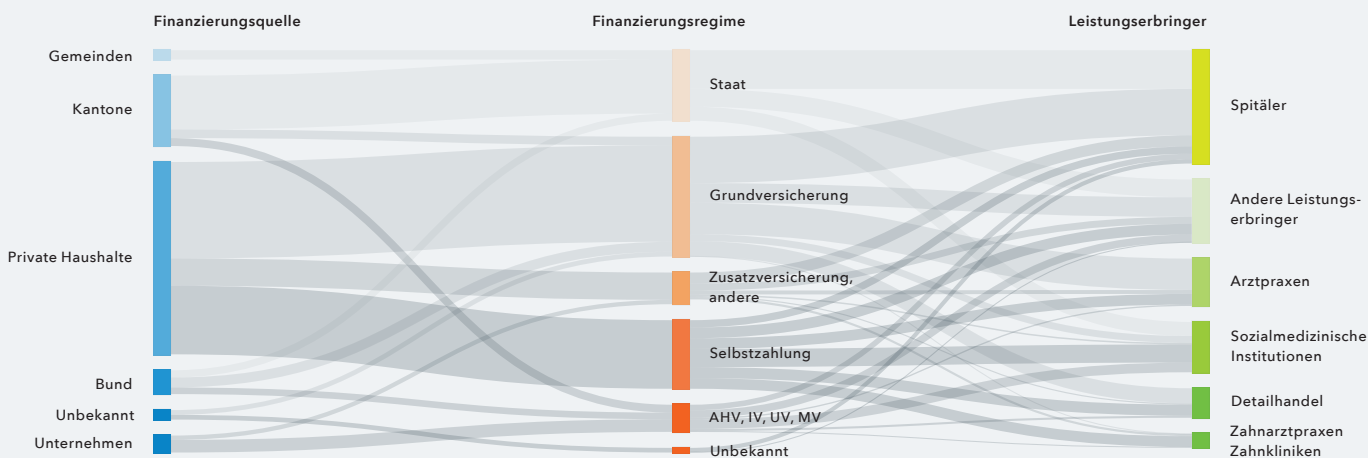 Finanzierungsquelle
Finanzierungsregime
Leistungserbringer
Gemeinden
Kantone
Private Haushalte
Bund
Unbekannt
Unternehmen
Staat
Grundversicherung
Zusatzversicherung,
andere
Selbstzahlung
AHV, IV, UV, MV
Unbekannt
Spitäler
Andere Leistungs-
erbringer
Arztpraxen
Sozialmedizinische
Institutionen
Detailhandel
Zahnarztpraxen
Zahnkliniken